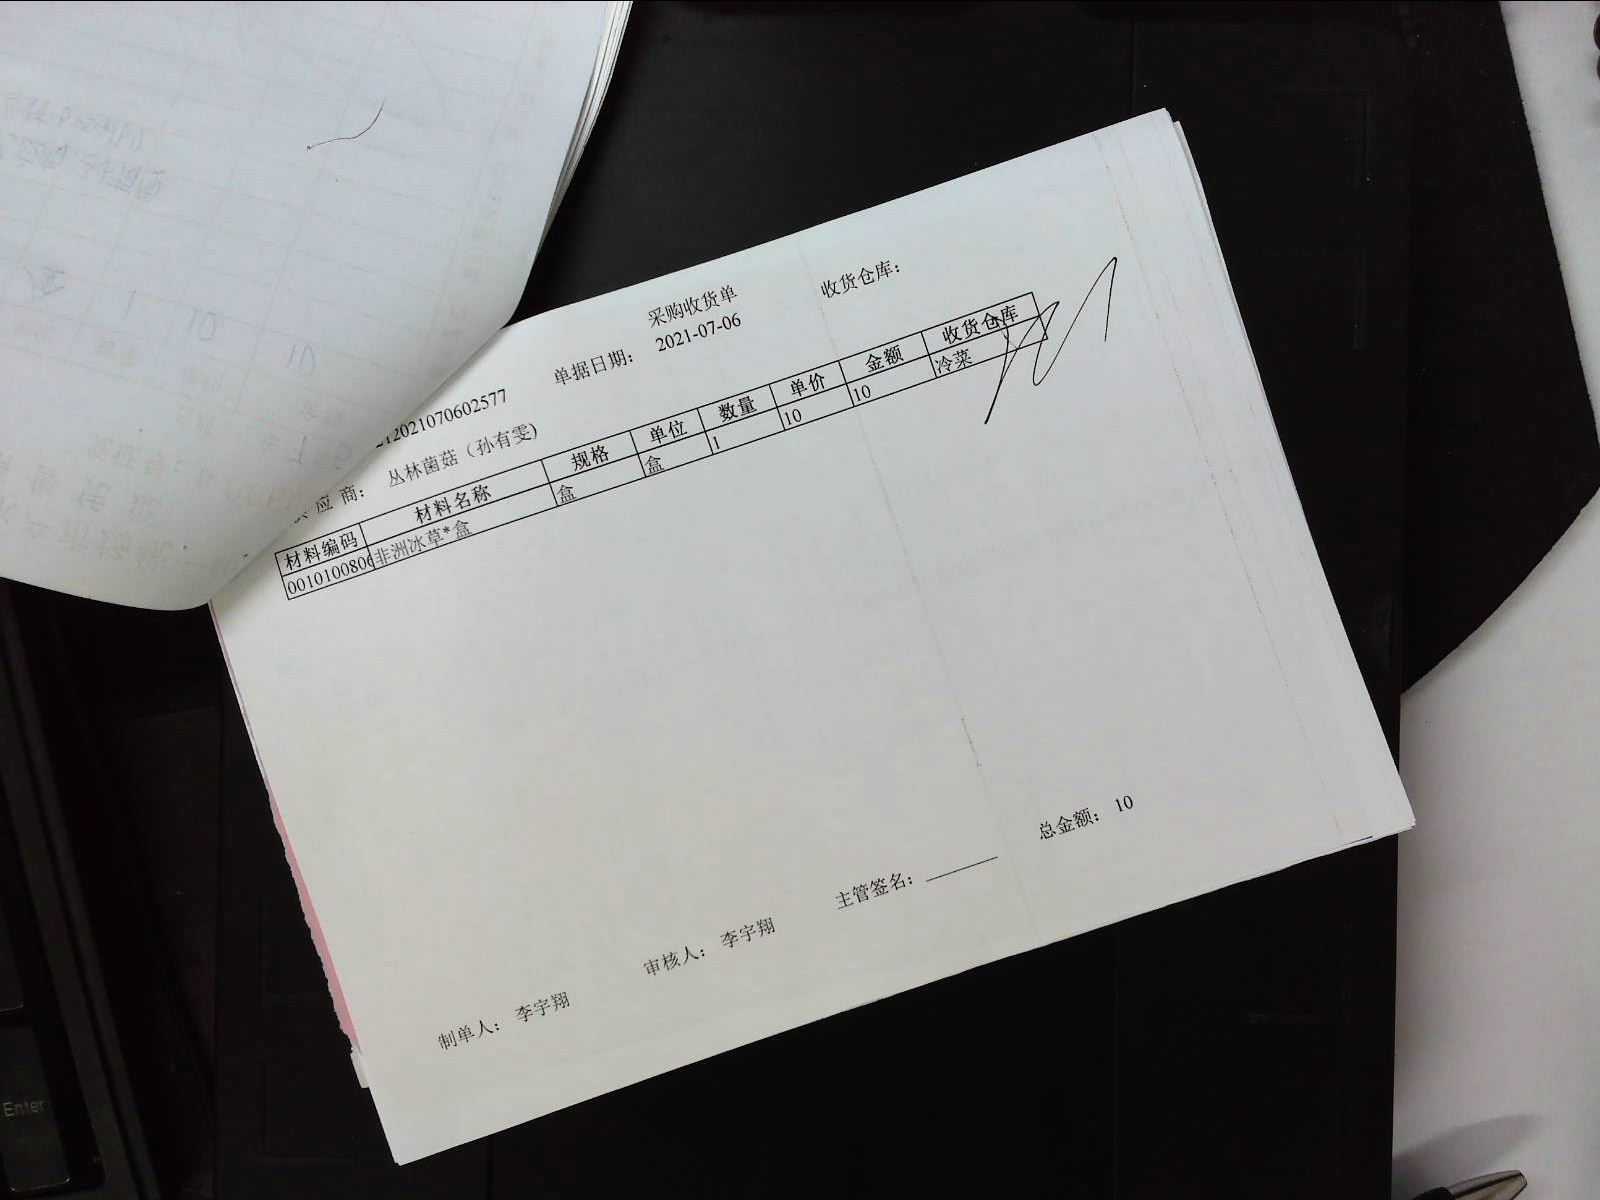 采购收货单
收货仓库：
2021070602577 单据日期： 2021-07-06
应 商： 丛林菌菇（孙有雯）
材料编码 材料名称 规格 单位 数量 单价 金额 收货仓库
001010080 非洲冰草*盒 盒 盒 1 10 10 冷菜
总金额： 10
制单人： 李宇翔 审核人： 李宇翔 主管签名：
Enter